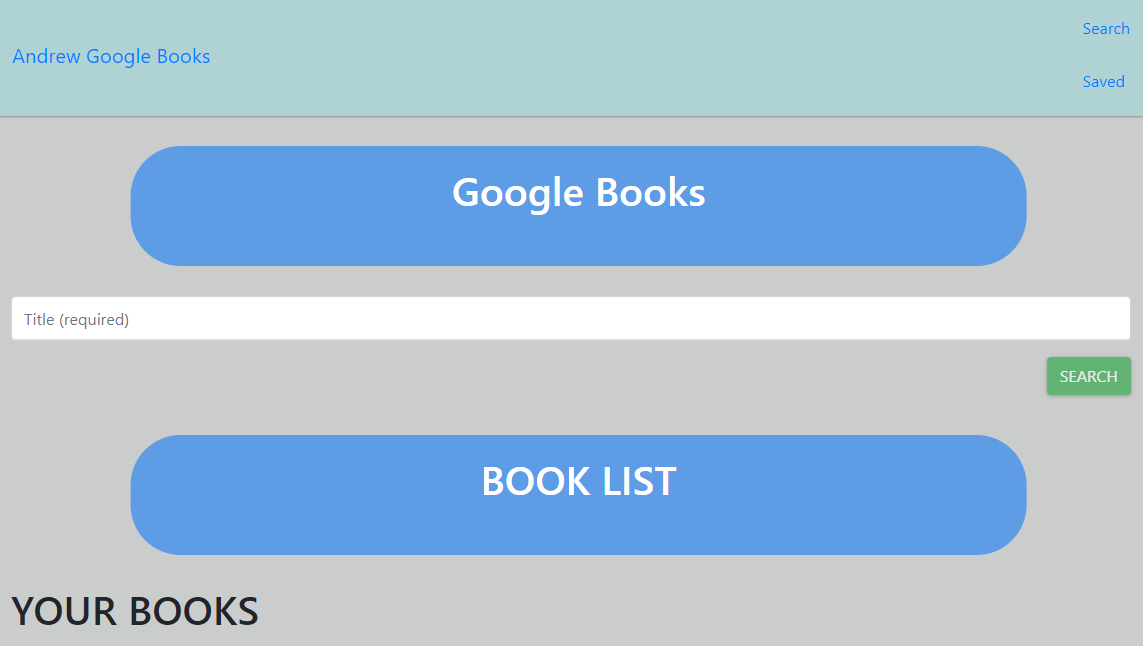 Andrew Google Books
Search
Saved
Google Books
Title (required)
SEARCH
BOOK LIST
YOUR BOOKS